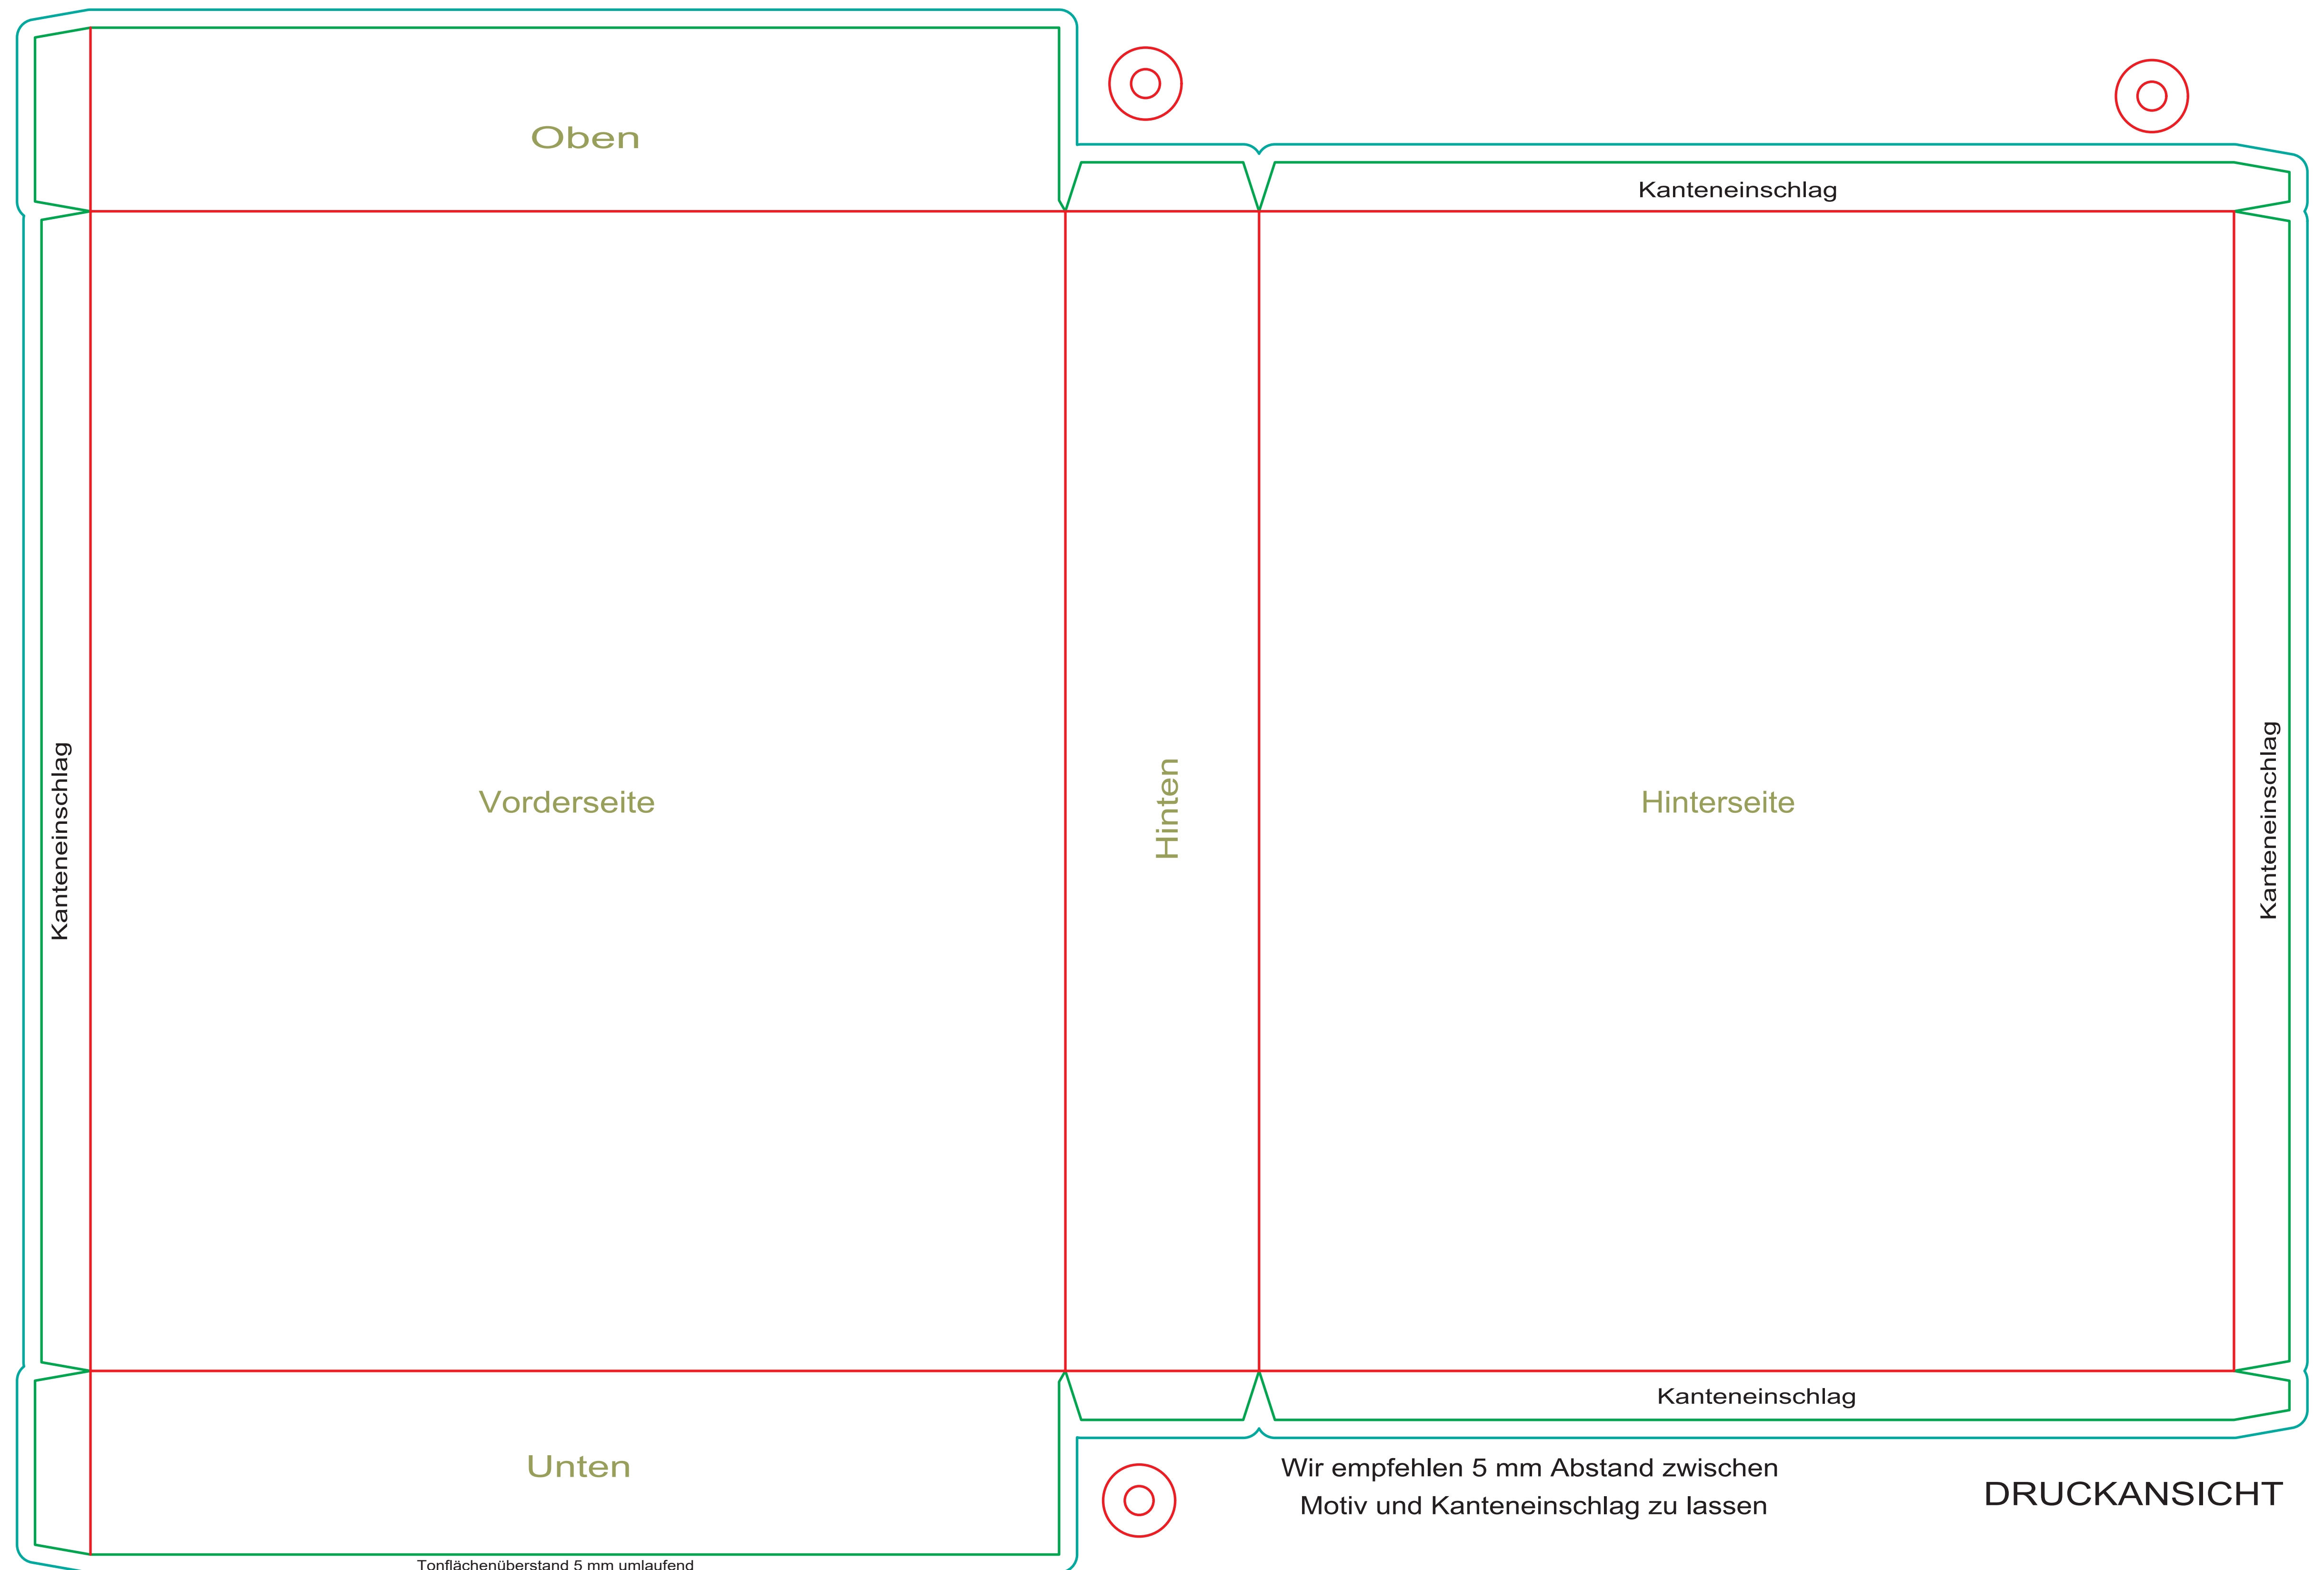 Oben
Kanteneinschlag
Kanteneinschlag
Vorderseite
Hinten
Hinterseite
Kanteneinschlag
Kanteneinschlag
Unten
Wir empfehlen 5 mm Abstand zwischen
Motiv und Kanteneinschlag zu lassen
DRUCKANSICHT
Tonflächenüberstand 5 mm umlaufend